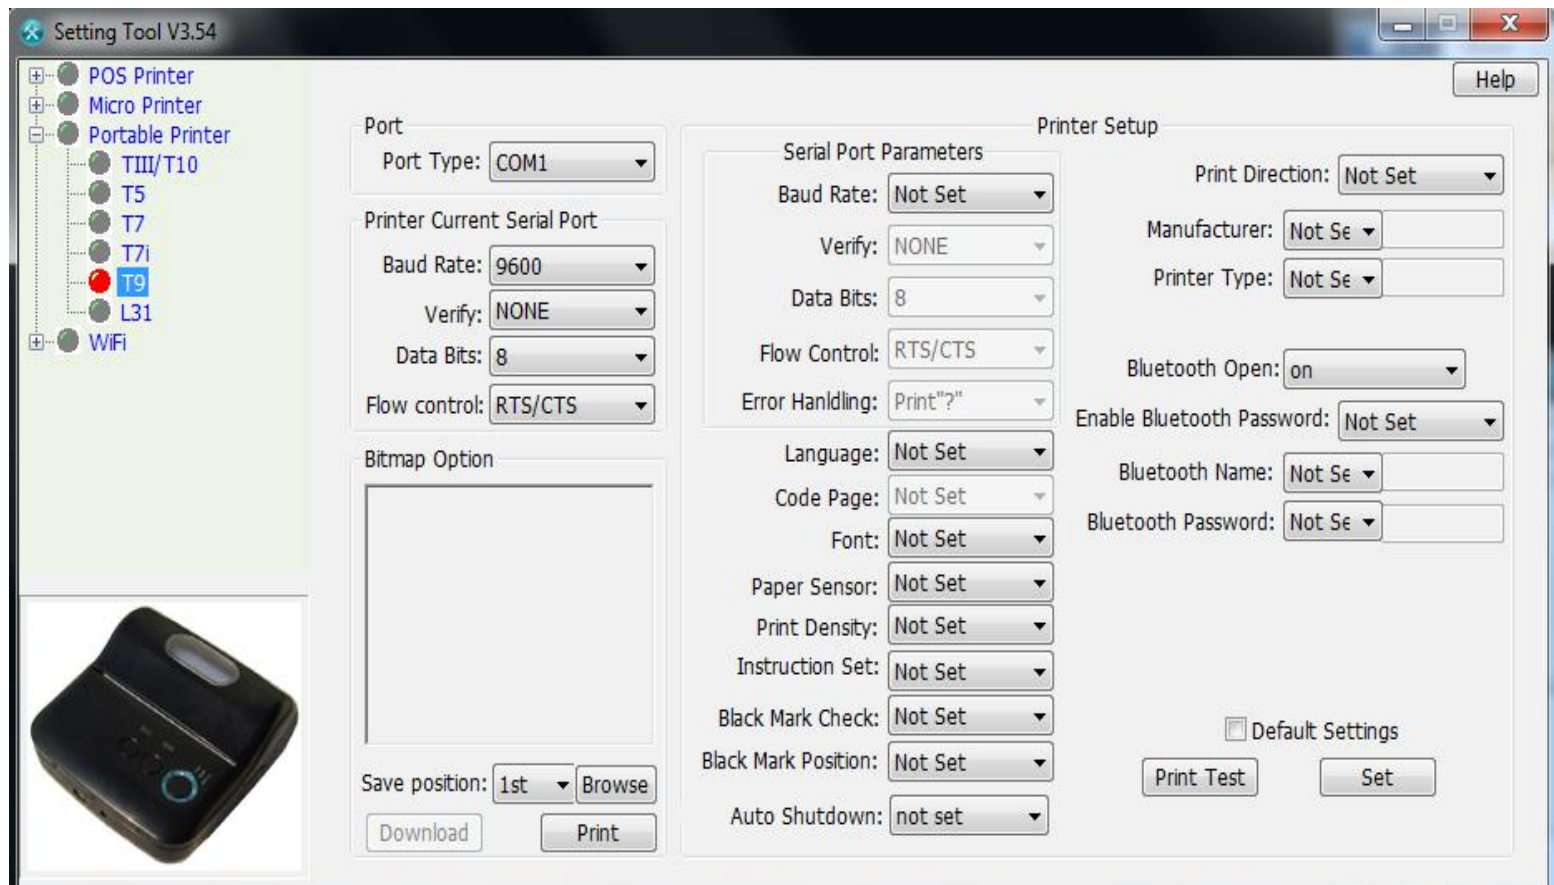 Setting Tool V3.54
Help
POS Printer
Micro Printer
Portable Printer
TIII/T10
T5
T7
T7i
T9
L31
WiFi
Port
Port Type: COM1
Printer Current Serial Port
Baud Rate: 9600
Verify: NONE
Data Bits: 8
Flow control: RTS/CTS
Bitmap Option
Save position: 1st Browse
Download Print
Printer Setup
Serial Port Parameters
Baud Rate: Not Set
Verify: NONE
Data Bits: 8
Flow Control: RTS/CTS
Error Hanldling: Print"?"
Language: Not Set
Code Page: Not Set
Font: Not Set
Paper Sensor: Not Set
Print Density: Not Set
Instruction Set: Not Set
Black Mark Check: Not Set
Black Mark Position: Not Set
Auto Shutdown: not set
Print Direction: Not Set
Manufacturer: Not Se
Printer Type: Not Se
Bluetooth Open: on
Enable Bluetooth Password: Not Set
Bluetooth Name: Not Se
Bluetooth Password: Not Se
Default Settings
Print Test Set